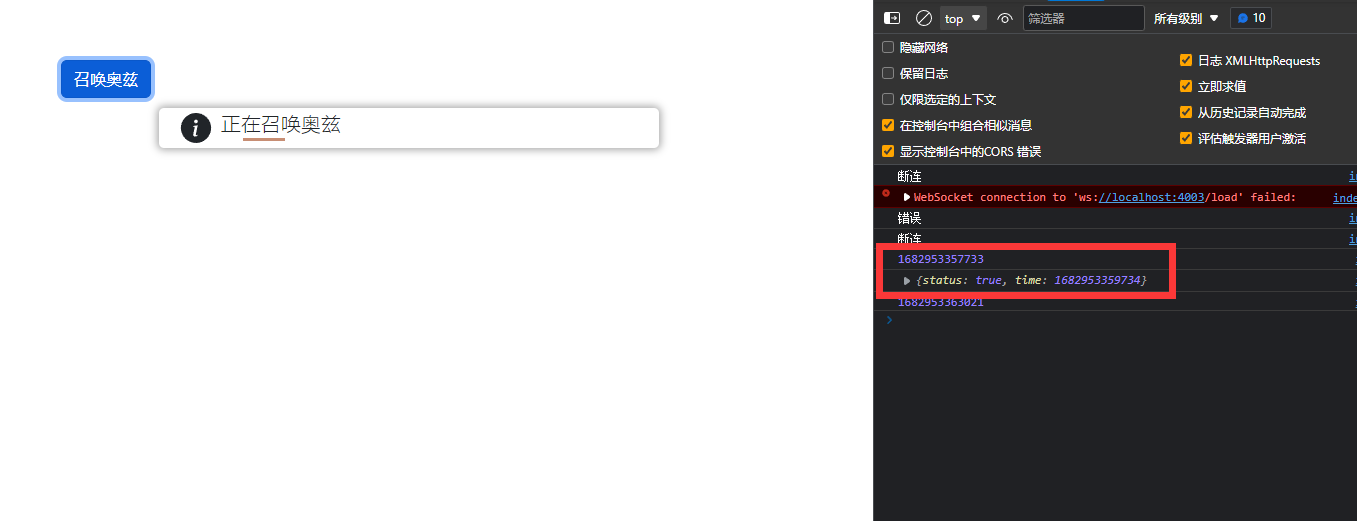 召唤奥兹
i 正在召唤奥兹
top
筛选器
所有级别
10
隐藏网络
保留日志
仅限选定的上下文
在控制台中组合相似消息
显示控制台中的CORS 错误
日志 XMLHttpRequests
立即求值
从历史记录自动完成
评估触发器用户激活
断连 in
WebSocket connection to 'ws://localhost:4003/load' failed: inde
错误 in
断连 in
1682953357733
{status: true, time: 1682953359734}
1682953363021